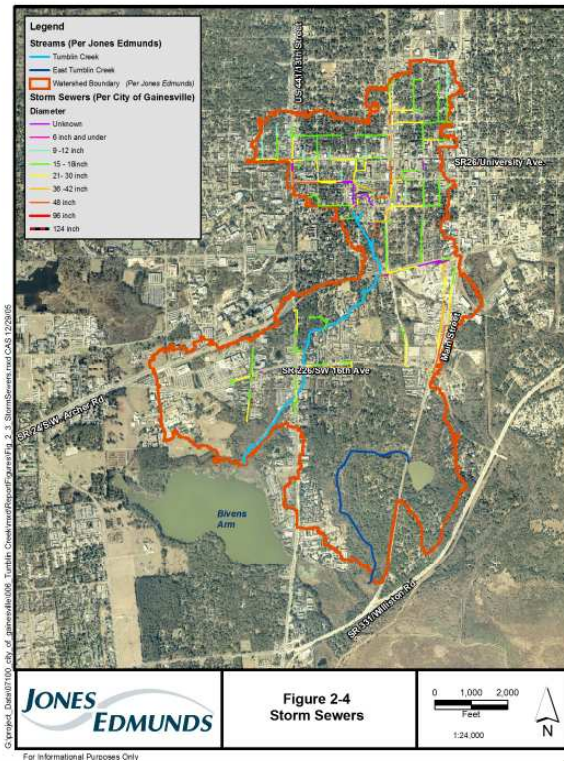 Legend
Streams (Per Jones Edmunds)
Tumblin Creek
East Tumblin Creek
Watershed Boundary (Per Jones Edmunds)
Storm Sewers (Per City of Gainesville)
Diameter
Unknown
6 inch and under
9 -12 inch
15 - 18inch
21- 30 inch
36 -42 inch
48 inch
96 inch
124 inch
US 441/13th Street
SR26/University Ave.
Main Street
SR 226/SW 16th Ave.
SR 24/S.W. Archer Rd
Bivens
Arm
SR 331/Williston Rd
JONES
EDMUNDS
Figure 2-4
Storm Sewers
0 1,000 2,000
Feet
1:24,000
N
For Informational Purposes Only